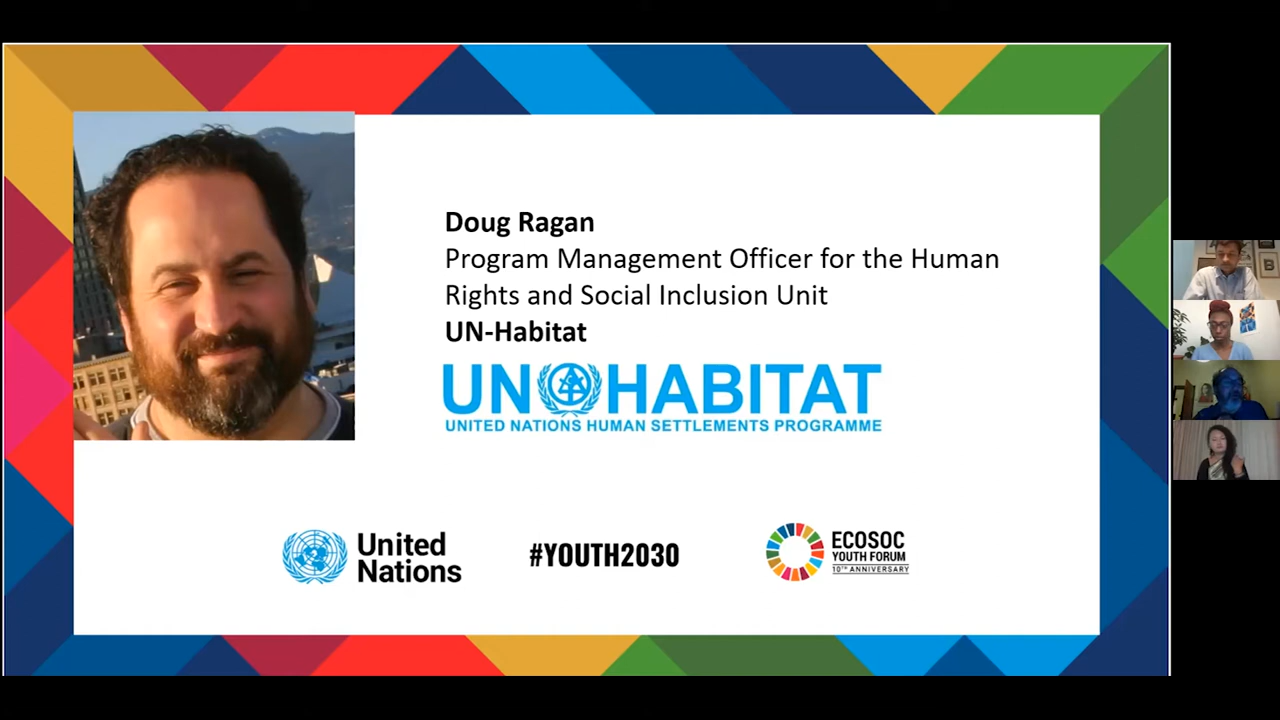 Doug Ragan
Program Management Officer for the Human
Rights and Social Inclusion Unit
UN-Habitat
UN HABITAT
UNITED NATIONS HUMAN SETTLEMENTS PROGRAMME
United
Nations
#YOUTH2030
ECOSOC
YOUTH FORUM
10TH ANNIVERSARY